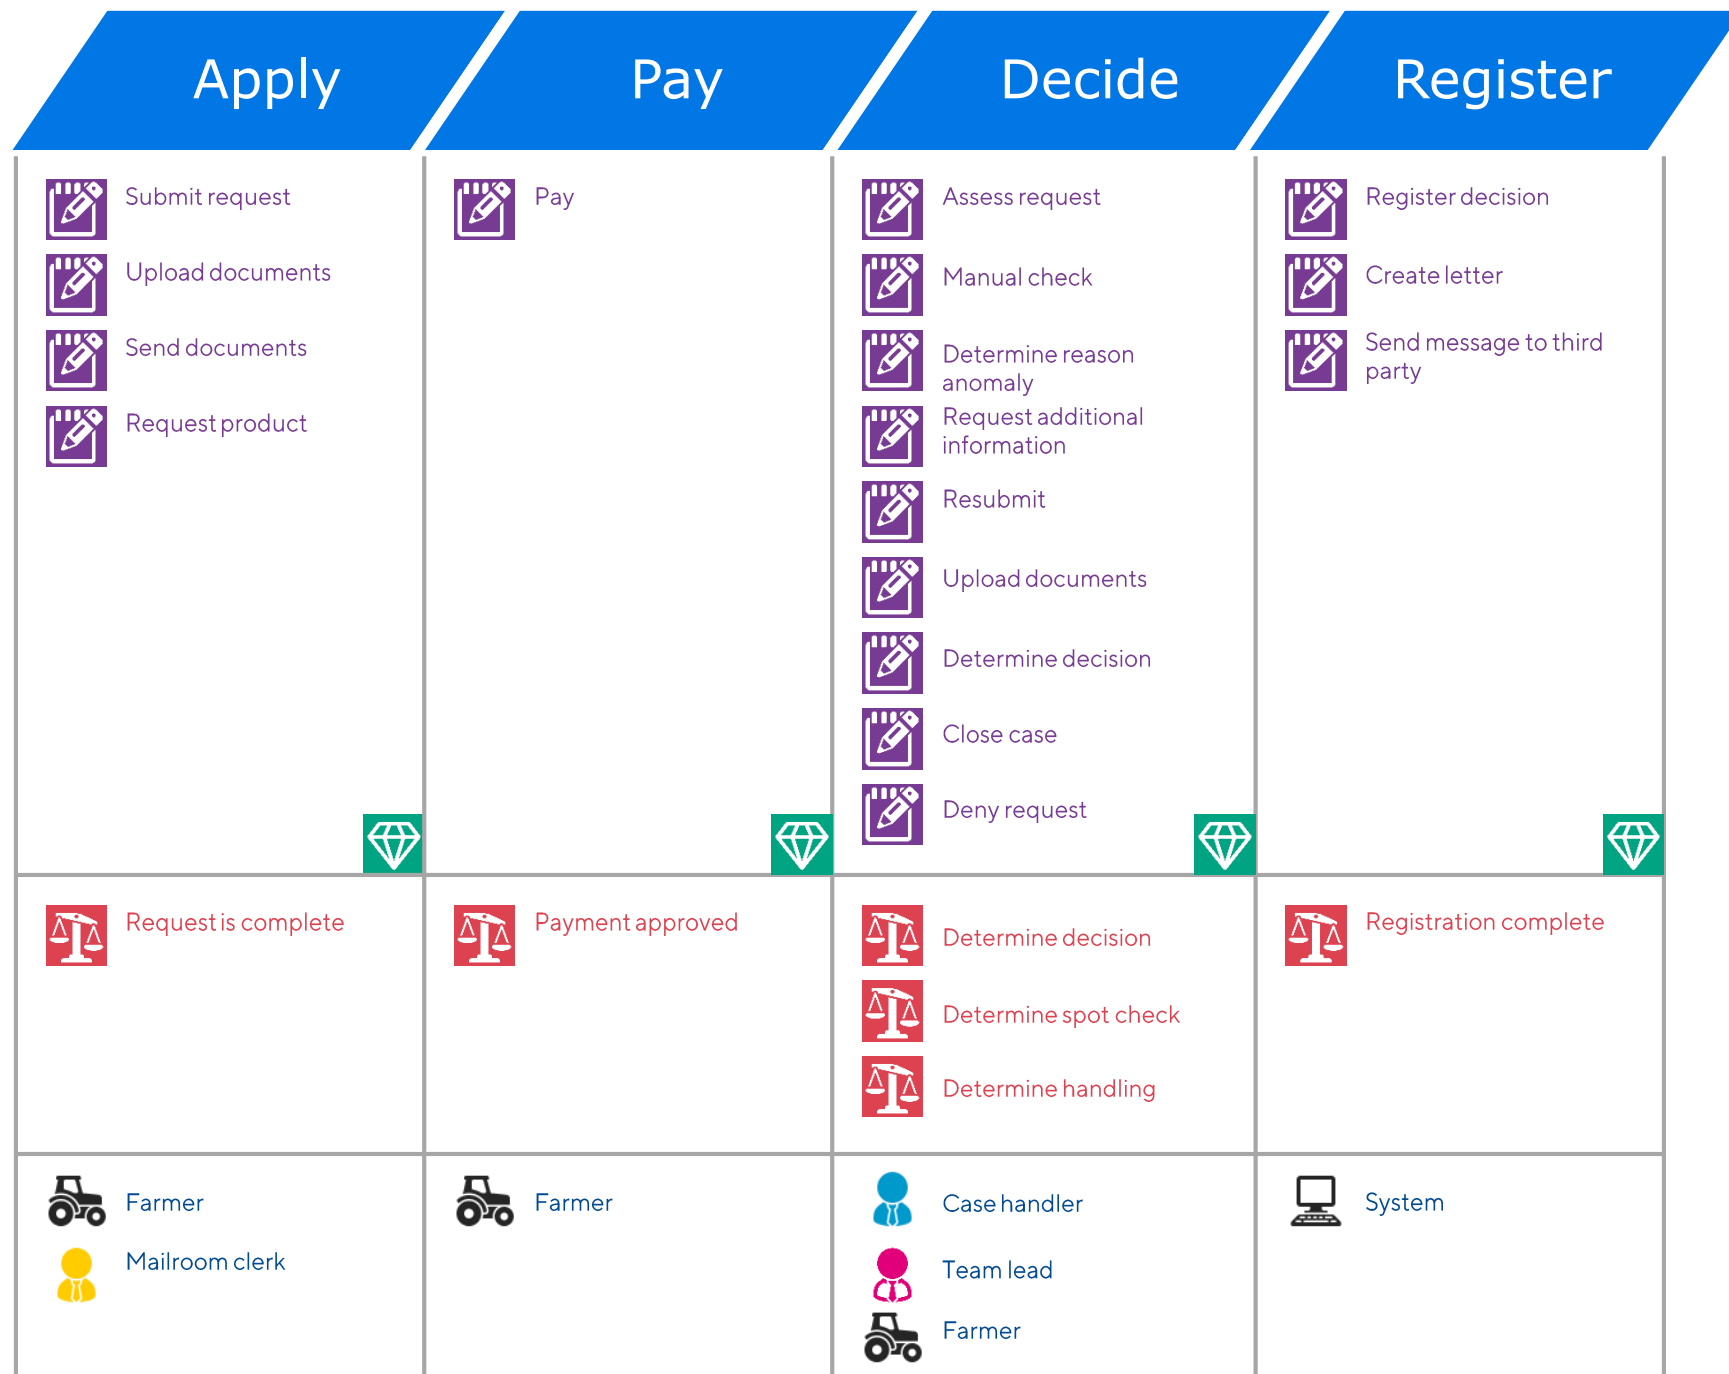 Apply
Pay
Decide
Register
Submit request
Upload documents
Send documents
Request product
Pay
Assess request
Manual check
Determine reason
anomaly
Request additional
information
Resubmit
Upload documents
Determine decision
Close case
Deny request
Register decision
Create letter
Send message to third
party
Request is complete
Payment approved
Determine decision
Determine spot check
Determine handling
Registration complete
Farmer
Mailroom clerk
Farmer
Case handler
Team lead
Farmer
System